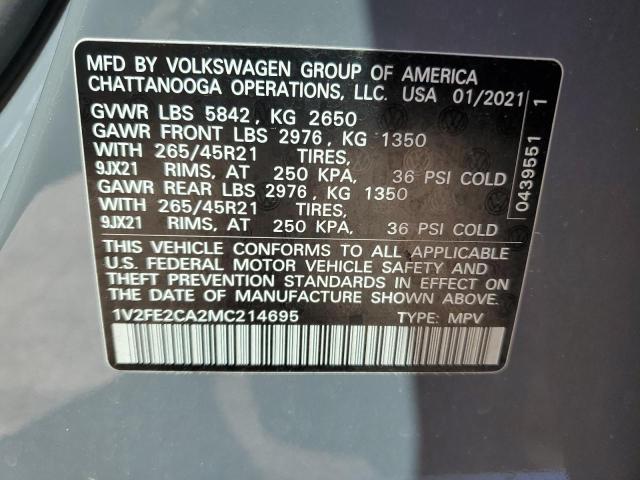 MFD BY VOLKSWAGEN GROUP OF AMERICA
CHATTANOOGA OPERATIONS, LLC. USA 01/2021
GVWR LBS 5842, KG 2650
GAWR FRONT LBS 2976, KG 1350
WITH 265/45R21 TIRES,
9JX21 RIMS, AT 250 KPA, 36 PSI COLD
GAWR REAR LBS 2976, KG 1350
WITH 265/45R21 TIRES,
9JX21 RIMS, AT 250 KPA, 36 PSI COLD
THIS VEHICLE CONFORMS TO ALL APPLICABLE
U.S. FEDERAL MOTOR VEHICLE SAFETY AND
THEFT PREVENTION STANDARDS IN EFFECT ON
THE DATE OF MANUFACTURE SHOWN ABOVE.
1V2FE2CA2MC214695 TYPE: MPV
0439551 1